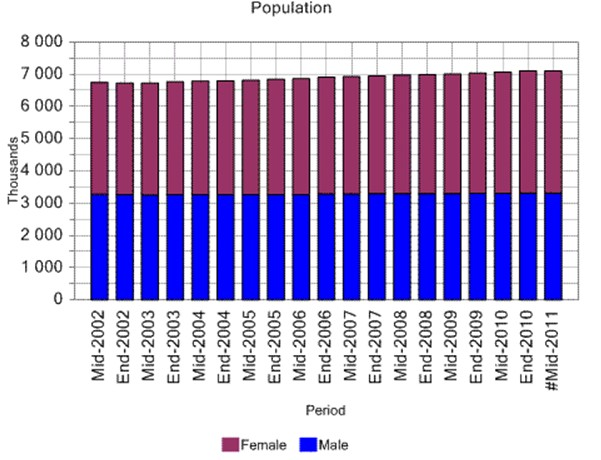 Population
8 000
7 000
6 000
5 000
4 000
3 000
2 000
1 000
0
Thousands
Mid-2002
End-2002
Mid-2003
End-2003
Mid-2004
End-2004
Mid-2005
End-2005
Mid-2006
End-2006
Mid-2007
End-2007
Mid-2008
End-2008
Mid-2009
End-2009
Mid-2010
End-2010
#Mid-2011
Period
Female Male